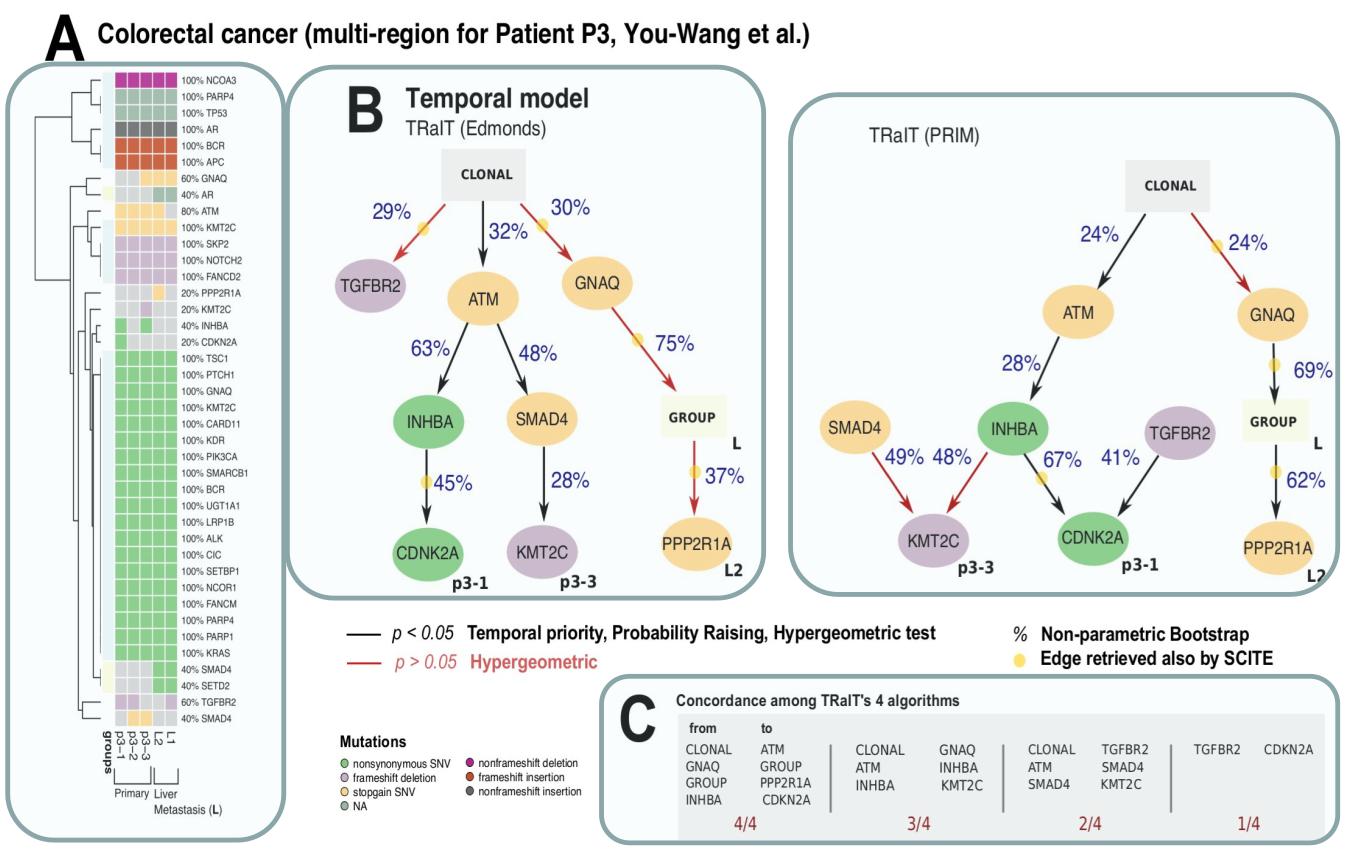 A Colorectal cancer (multi-region for Patient P3, You-Wang et al.)
100% NCOA3
100% PARP4
100% TP53
100% AR
100% BCR
100% APC
60% GNAQ
40% AR
80% ATM
100% KMT2C
100% SKP2
100% NOTCH2
100% FANCD2
20% PPP2R1A
20% KMT2C
40% INHBA
20% CDKN2A
100% TSC1
100% PTCH1
100% GNAQ
100% KMT2C
100% CARD11
100% KDR
100% PIK3CA
100% SMARCB1
100% BCR
100% UGT1A1
100% LRP1B
100% ALK
100% CIC
100% SETBP1
100% NCOR1
100% FANCM
100% PARP4
100% PARP1
100% KRAS
40% SMAD4
40% SETD2
60% TGFBR2
40% SMAD4
groups p3-1 p3-2 p3-3 L2 L1
Primary Liver
Metastasis (L)
B Temporal model
TRaIT (Edmonds)
CLONAL
29% 32% 30%
TGFBR2 ATM GNAQ
63% 48% 75%
INHBA SMAD4 GROUP
L
45% 28% 37%
CDNK2A KMT2C PPP2R1A
p3-1 p3-3 L2
TRaIT (PRIM)
CLONAL
24% 24%
ATM GNAQ
28% 69%
SMAD4 INHBA TGFBR2 GROUP
L
49% 48% 67% 41% 62%
KMT2C CDNK2A PPP2R1A
p3-3 p3-1 L2
p < 0.05 Temporal priority, Probability Raising, Hypergeometric test
p > 0.05 Hypergeometric
% Non-parametric Bootstrap
Edge retrieved also by SCITE
Mutations
nonsynonymous SNV
frameshift deletion
stopgain SNV
NA
nonframeshift deletion
frameshift insertion
nonframeshift insertion
C Concordance among TRaIT's 4 algorithms
from to
CLONAL ATM
GNAQ GROUP
GROUP PPP2R1A
INHBA CDKN2A
4/4
CLONAL GNAQ
ATM INHBA
INHBA KMT2C
3/4
CLONAL TGFBR2
ATM SMAD4
SMAD4 KMT2C
2/4
TGFBR2 CDKN2A
1/4